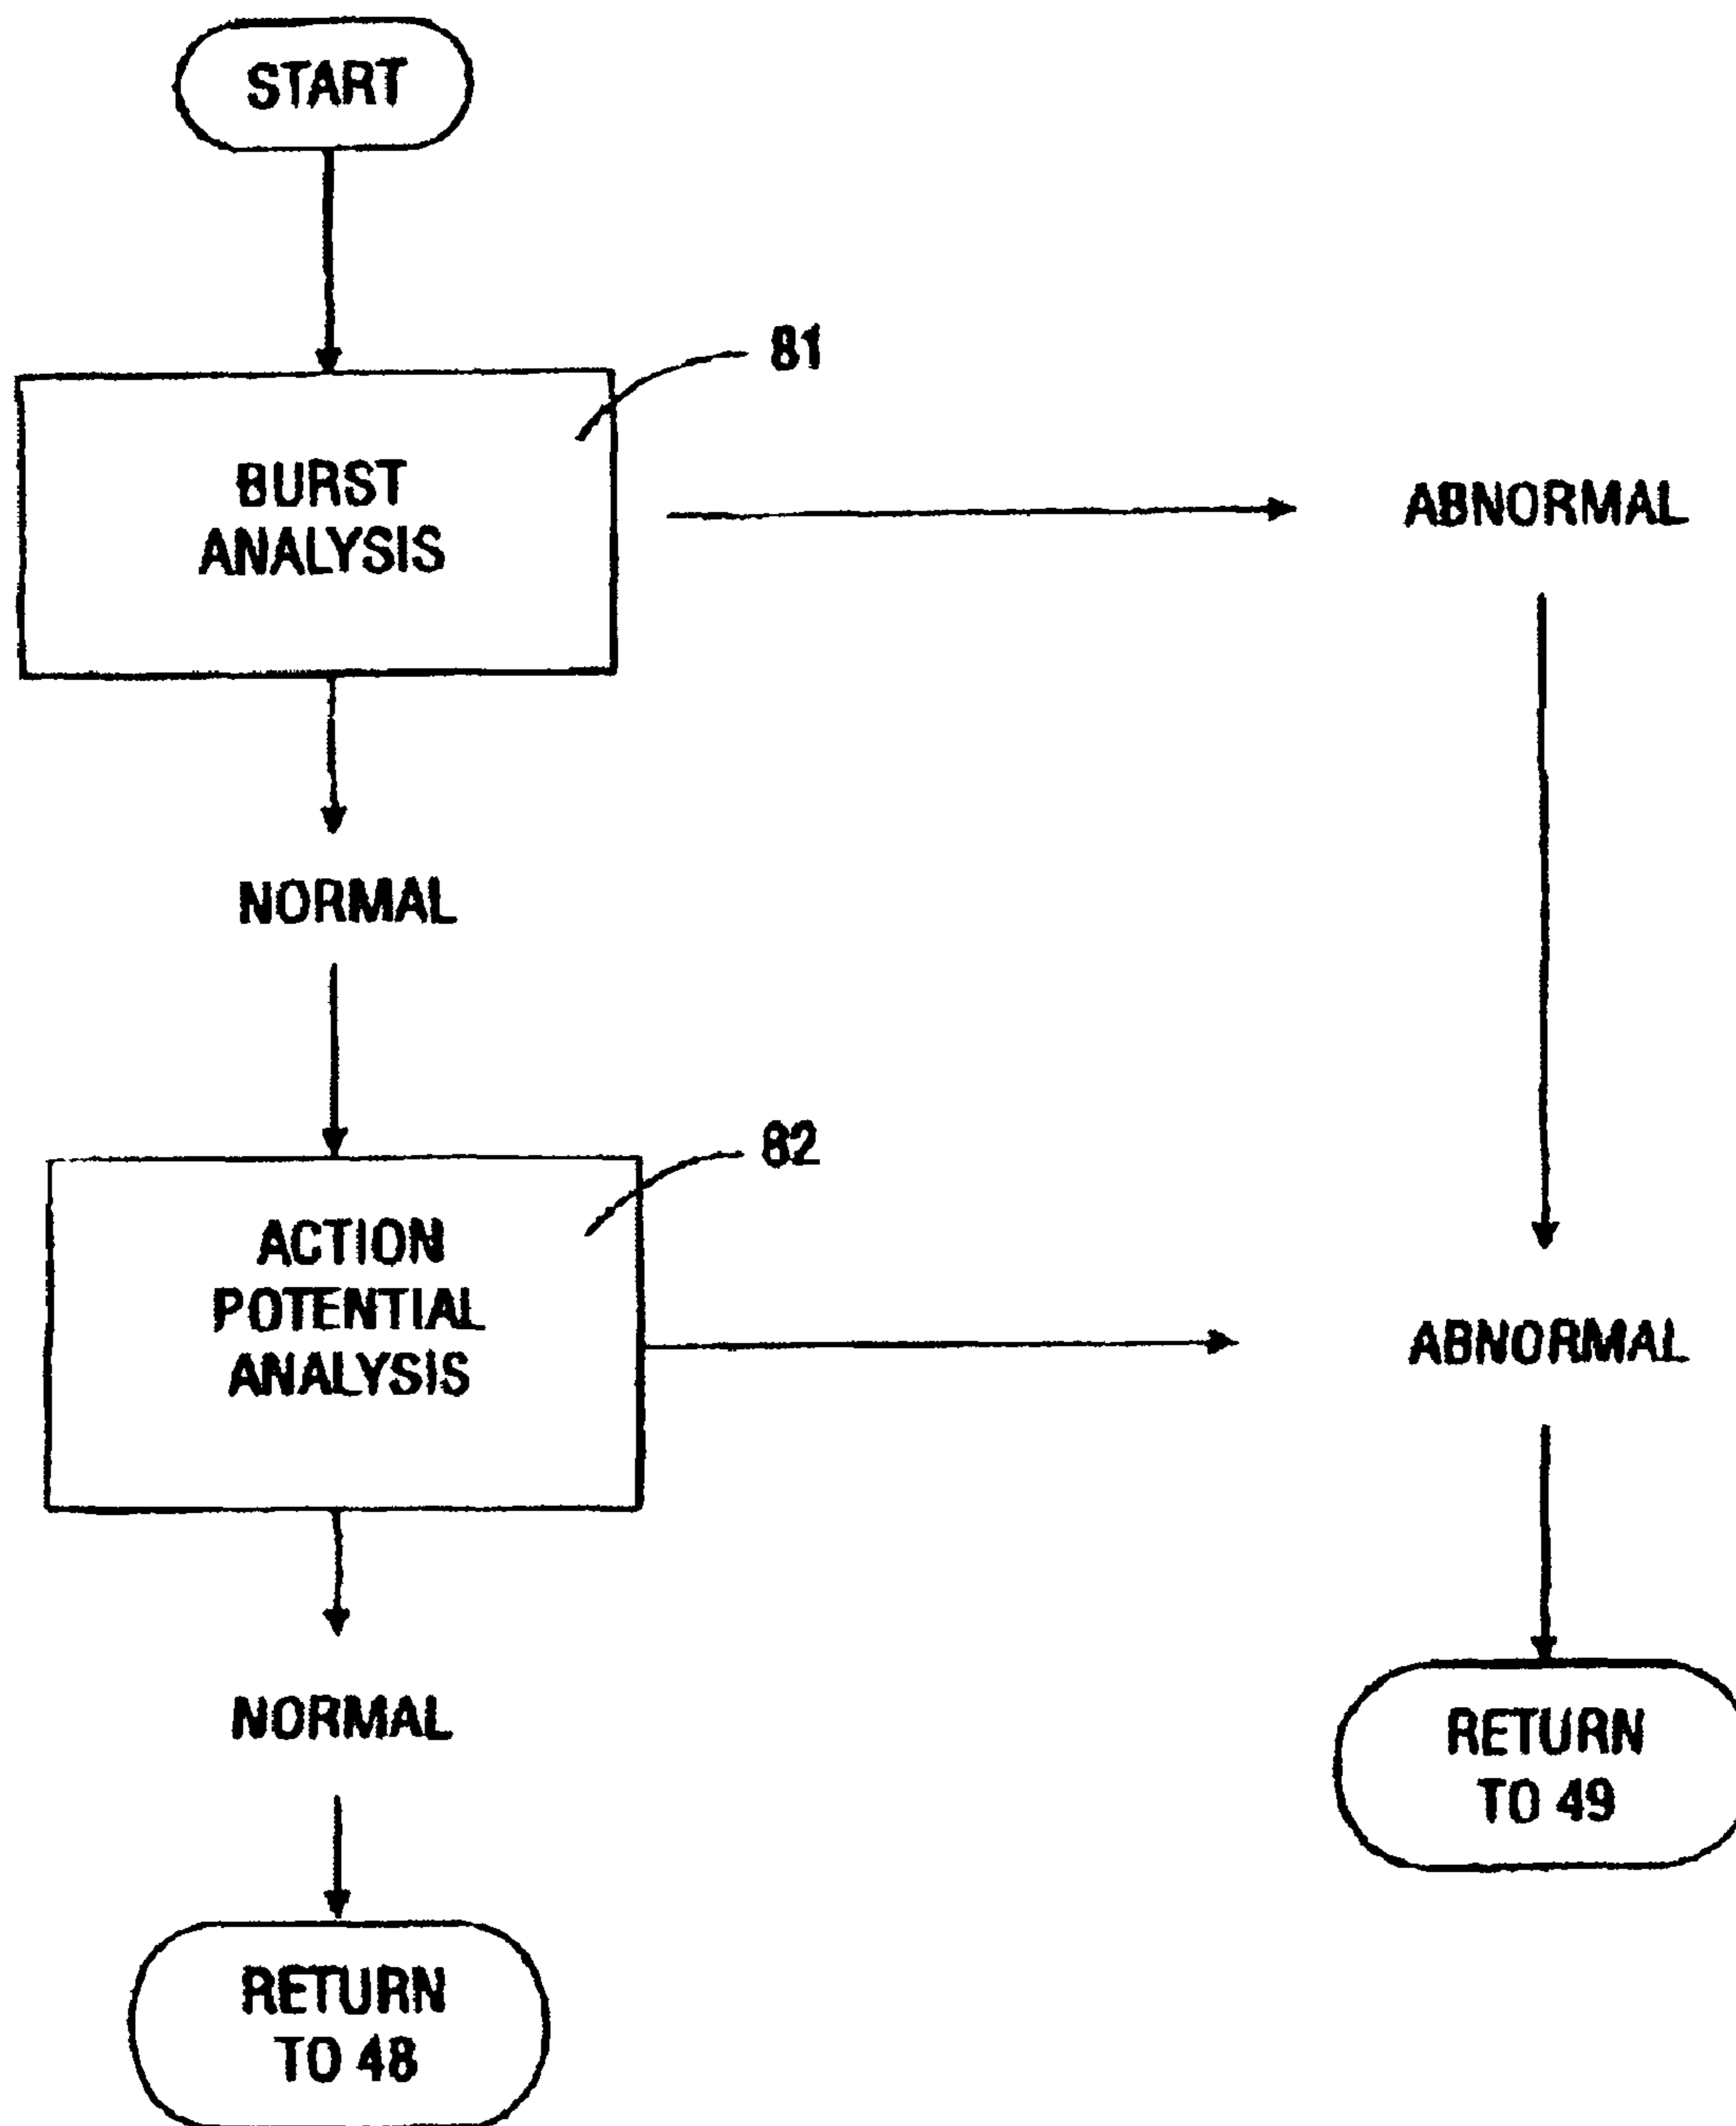 START
81
BURST
ANALYSIS
ABNORMAL
NORMAL
82
ACTION
POTENTIAL
ANALYSIS
ABNORMAL
NORMAL
RETURN
TO 49
RETURN
TO 48